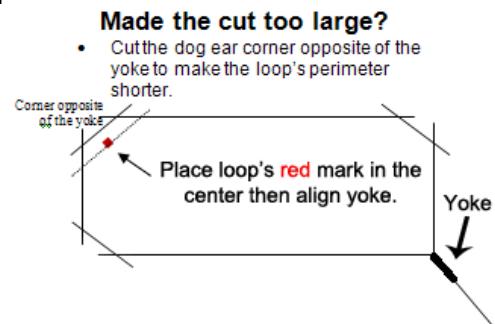 Made the cut too large?
• Cut the dog ear corner opposite of the
yoke to make the loop's perimeter
shorter.
Corner opposite
of the yoke
Place loop's red mark in the
center then align yoke.
Yoke